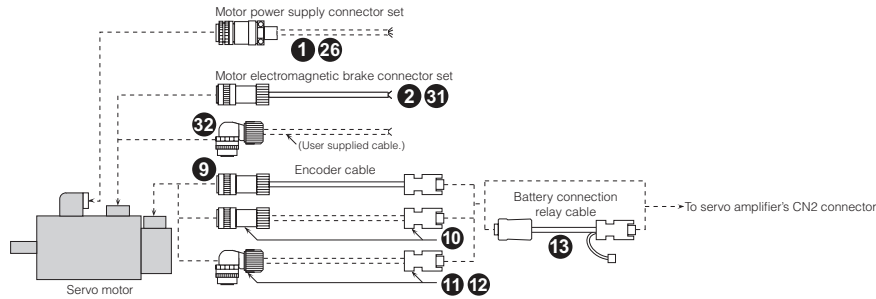 Motor power supply connector set
1 26
Motor electromagnetic brake connector set
2 31
32
(User supplied cable.)
9 Encoder cable
Battery connection
relay cable
To servo amplifier's CN2 connector
10
13
11 12
Servo motor